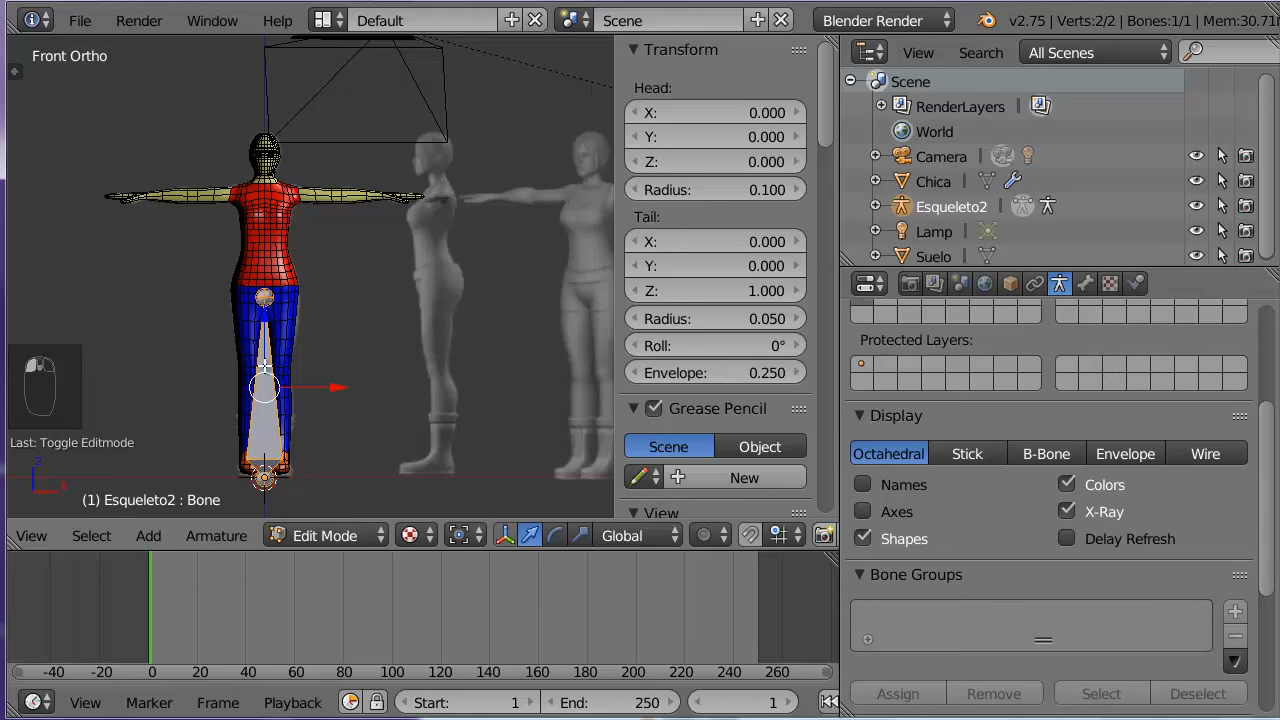 File Render Window Help Default Scene Blender Render v2.75 | Verts:2/2 | Bones:1/1 | Mem:30.71
Front Ortho
Transform
Head:
X: 0.000
Y: 0.000
Z: 0.000
Radius: 0.100
Tail:
X: 0.000
Y: 0.000
Z: 1.000
Radius: 0.050
Roll: 0°
Envelope: 0.250
Grease Pencil
Scene Object
New
View
Last: Toggle Editmode
z
x
(1) Esqueleto2 : Bone
View Select Add Armature Edit Mode Global
-40 -20 0 20 40 60 80 100 120 140 160 180 200 220 240 260
View Marker Frame Playback Start: 1 End: 250 1
View Search All Scenes
Scene
RenderLayers
World
Camera
Chica
Esqueleto2
Lamp
Suelo
Protected Layers:
Display
Octahedral Stick B-Bone Envelope Wire
Names Colors
Axes X-Ray
Shapes Delay Refresh
Bone Groups
Assign Remove Select Deselect